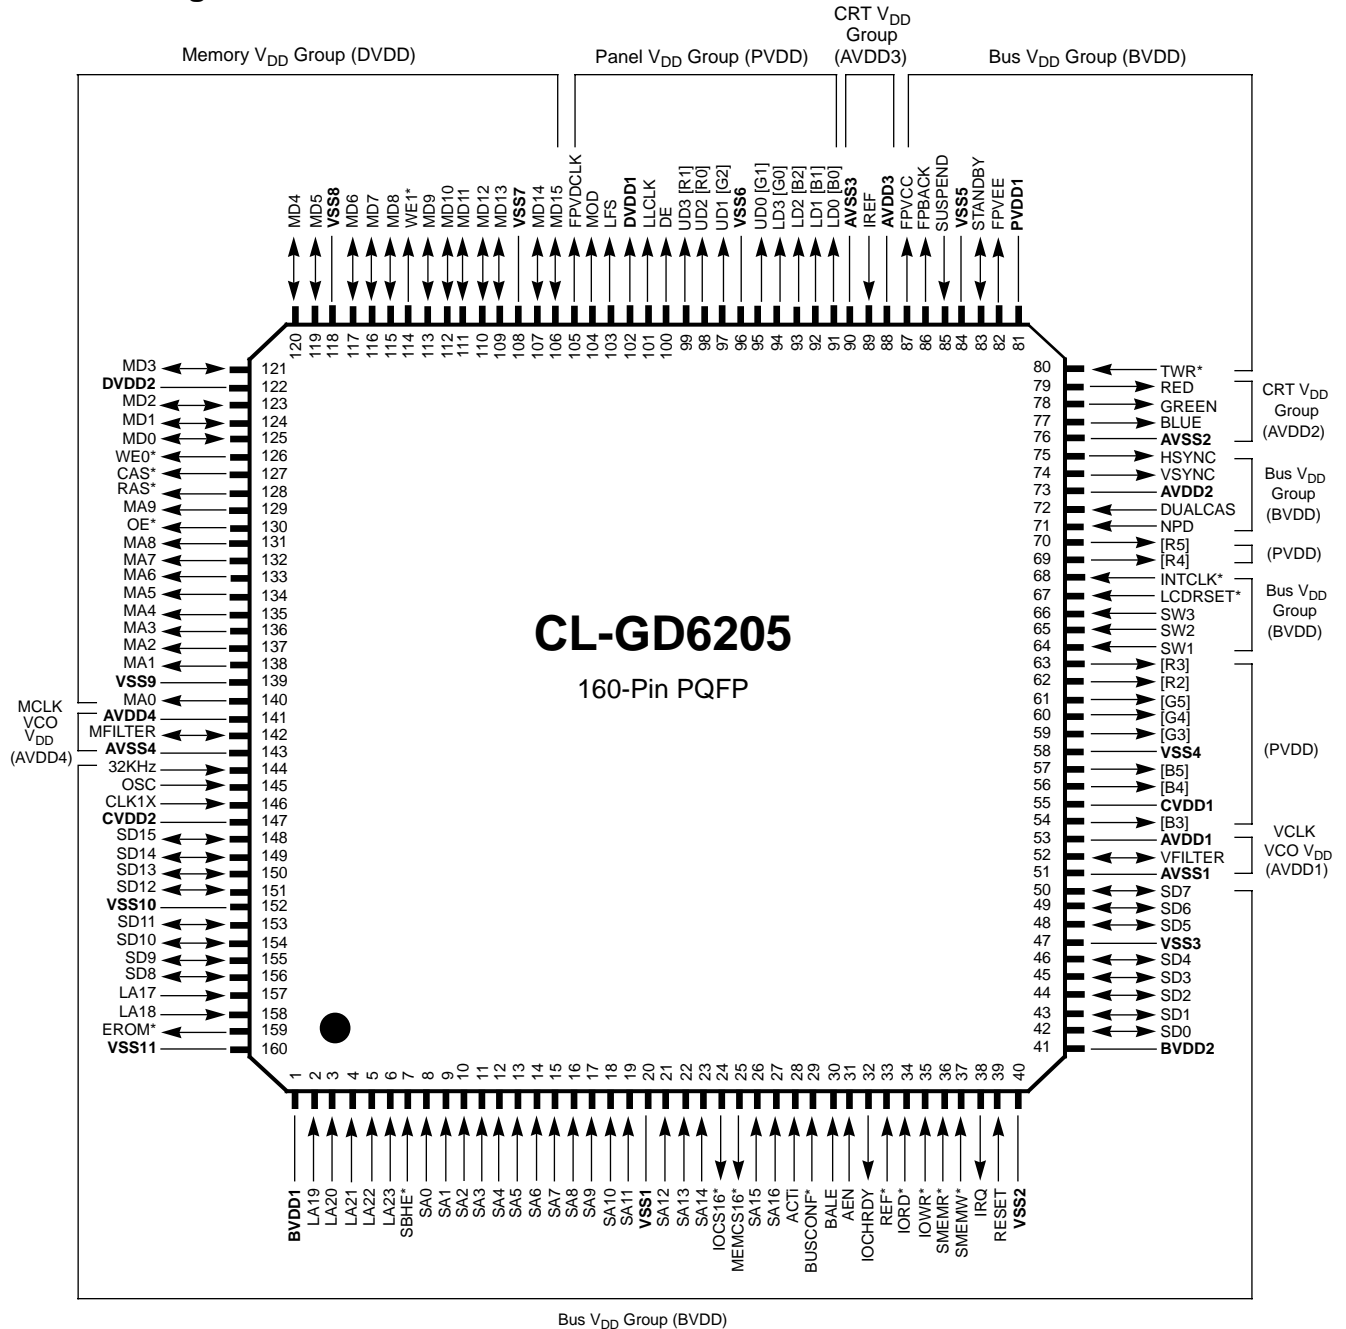 g
CRT VDD
Group
(AVDD3)
Memory VDD Group (DVDD)
Panel VDD Group (PVDD)
Bus VDD Group (BVDD)
MD4
MD5
VSS8
MD6
MD7
MD8
WE1*
MD9
MD10
MD11
MD12
MD13
VSS7
MD14
MD15
FPVDCLK
MOD
LFS
DVDD1
LLCLK
DE
UD3 [R1]
UD2 [R0]
UD1 [G2]
VSS6
UD0 [G1]
LD3 [G0]
LD2 [B2]
LD1 [B1]
LD0 [B0]
AVSS3
IREF
AVDD3
FPVCC
FPBACK
SUSPEND
VSS5
STANDBY
FPVEE
PVDD1
120
119
118
117
116
115
114
113
112
111
110
109
108
107
106
105
104
103
102
101
100
99
98
97
96
95
94
93
92
91
90
89
88
87
86
85
84
83
82
81
MD3 121
DVDD2 122
MD2 123
MD1 124
MD0 125
WE0* 126
CAS* 127
RAS* 128
MA9 129
OE* 130
MA8 131
MA7 132
MA6 133
MA5 134
MA4 135
MA3 136
MA2 137
MA1 138
VSS9 139
MA0 140
AVDD4 141
MFILTER 142
AVSS4 143
32KHz 144
OSC 145
CLK1X 146
CVDD2 147
SD15 148
SD14 149
SD13 150
SD12 151
VSS10 152
SD11 153
SD10 154
SD9 155
SD8 156
LA17 157
LA18 158
EROM* 159
VSS11 160
MCLK
VCO
VDD
(AVDD4)
CL-GD6205
160-Pin PQFP
80 TWR*
79 RED
78 GREEN
77 BLUE
76 AVSS2
75 HSYNC
74 VSYNC
73 AVDD2
72 DUALCAS
71 NPD
70 [R5]
69 [R4]
68 INTCLK*
67 LCDRSET*
66 SW3
65 SW2
64 SW1
63 [R3]
62 [R2]
61 [G5]
60 [G4]
59 [G3]
58 VSS4
57 [B5]
56 [B4]
55 CVDD1
54 [B3]
53 AVDD1
52 VFILTER
51 AVSS1
50 SD7
49 SD6
48 SD5
47 VSS3
46 SD4
45 SD3
44 SD2
43 SD1
42 SD0
41 BVDD2
CRT VDD
Group
(AVDD2)
Bus VDD
Group
(BVDD)
(PVDD)
Bus VDD
Group
(BVDD)
(PVDD)
VCLK
VCO VDD
(AVDD1)
1
2
3
4
5
6
7
8
9
10
11
12
13
14
15
16
17
18
19
20
21
22
23
24
25
26
27
28
29
30
31
32
33
34
35
36
37
38
39
40
BVDD1
LA19
LA20
LA21
LA22
LA23
SBHE*
SA0
SA1
SA2
SA3
SA4
SA5
SA6
SA7
SA8
SA9
SA10
SA11
VSS1
SA12
SA13
SA14
IOCS16*
MEMCS16*
SA15
SA16
ACTi
BUSCONF*
BALE
AEN
IOCHRDY
REF*
IORD*
IOWR*
SMEMR*
SMEMW*
IRQ
RESET
VSS2
Bus VDD Group (BVDD)